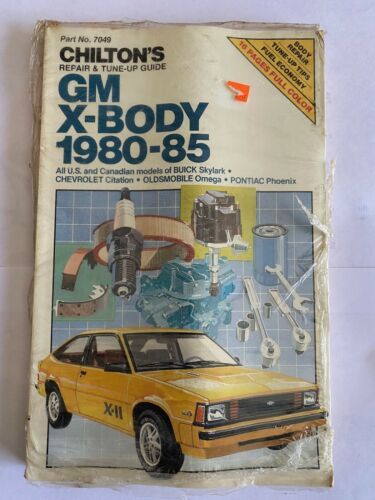 Part No. 7049
CHILTON'S
REPAIR & TUNE-UP GUIDE
GM
X-BODY
1980-85
All U.S. and Canadian models of BUICK Skylark •
CHEVROLET Citation • OLDSMOBILE Omega • PONTIAC Phoenix
BODY
REPAIR
TUNE-UP TIPS
FUEL ECONOMY
16 PAGES FULL COLOR
X-11